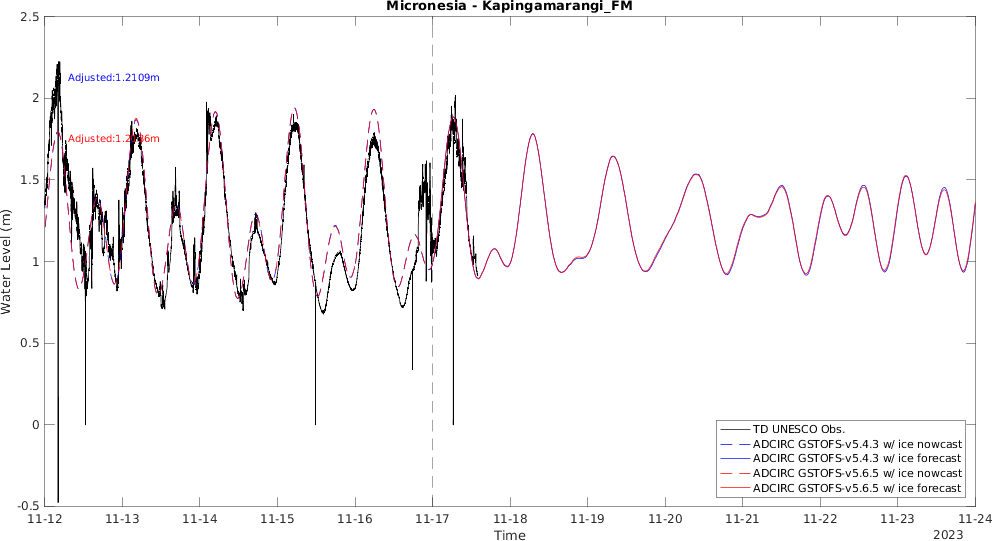 Micronesia - Kapingamarangi_FM
Water Level (m)
2.5
2
1.5
1
0.5
0
-0.5
Adjusted:1.2109m
11-12
11-13
11-14
11-15
11-16
11-17
11-18
11-19
11-20
11-21
11-22
11-23
11-24
Time
2023
TD UNESCO Obs.
ADCIRC GSTOFS-v5.4.3 w/ ice nowcast
ADCIRC GSTOFS-v5.4.3 w/ ice forecast
ADCIRC GSTOFS-v5.6.5 w/ ice nowcast
ADCIRC GSTOFS-v5.6.5 w/ ice forecast